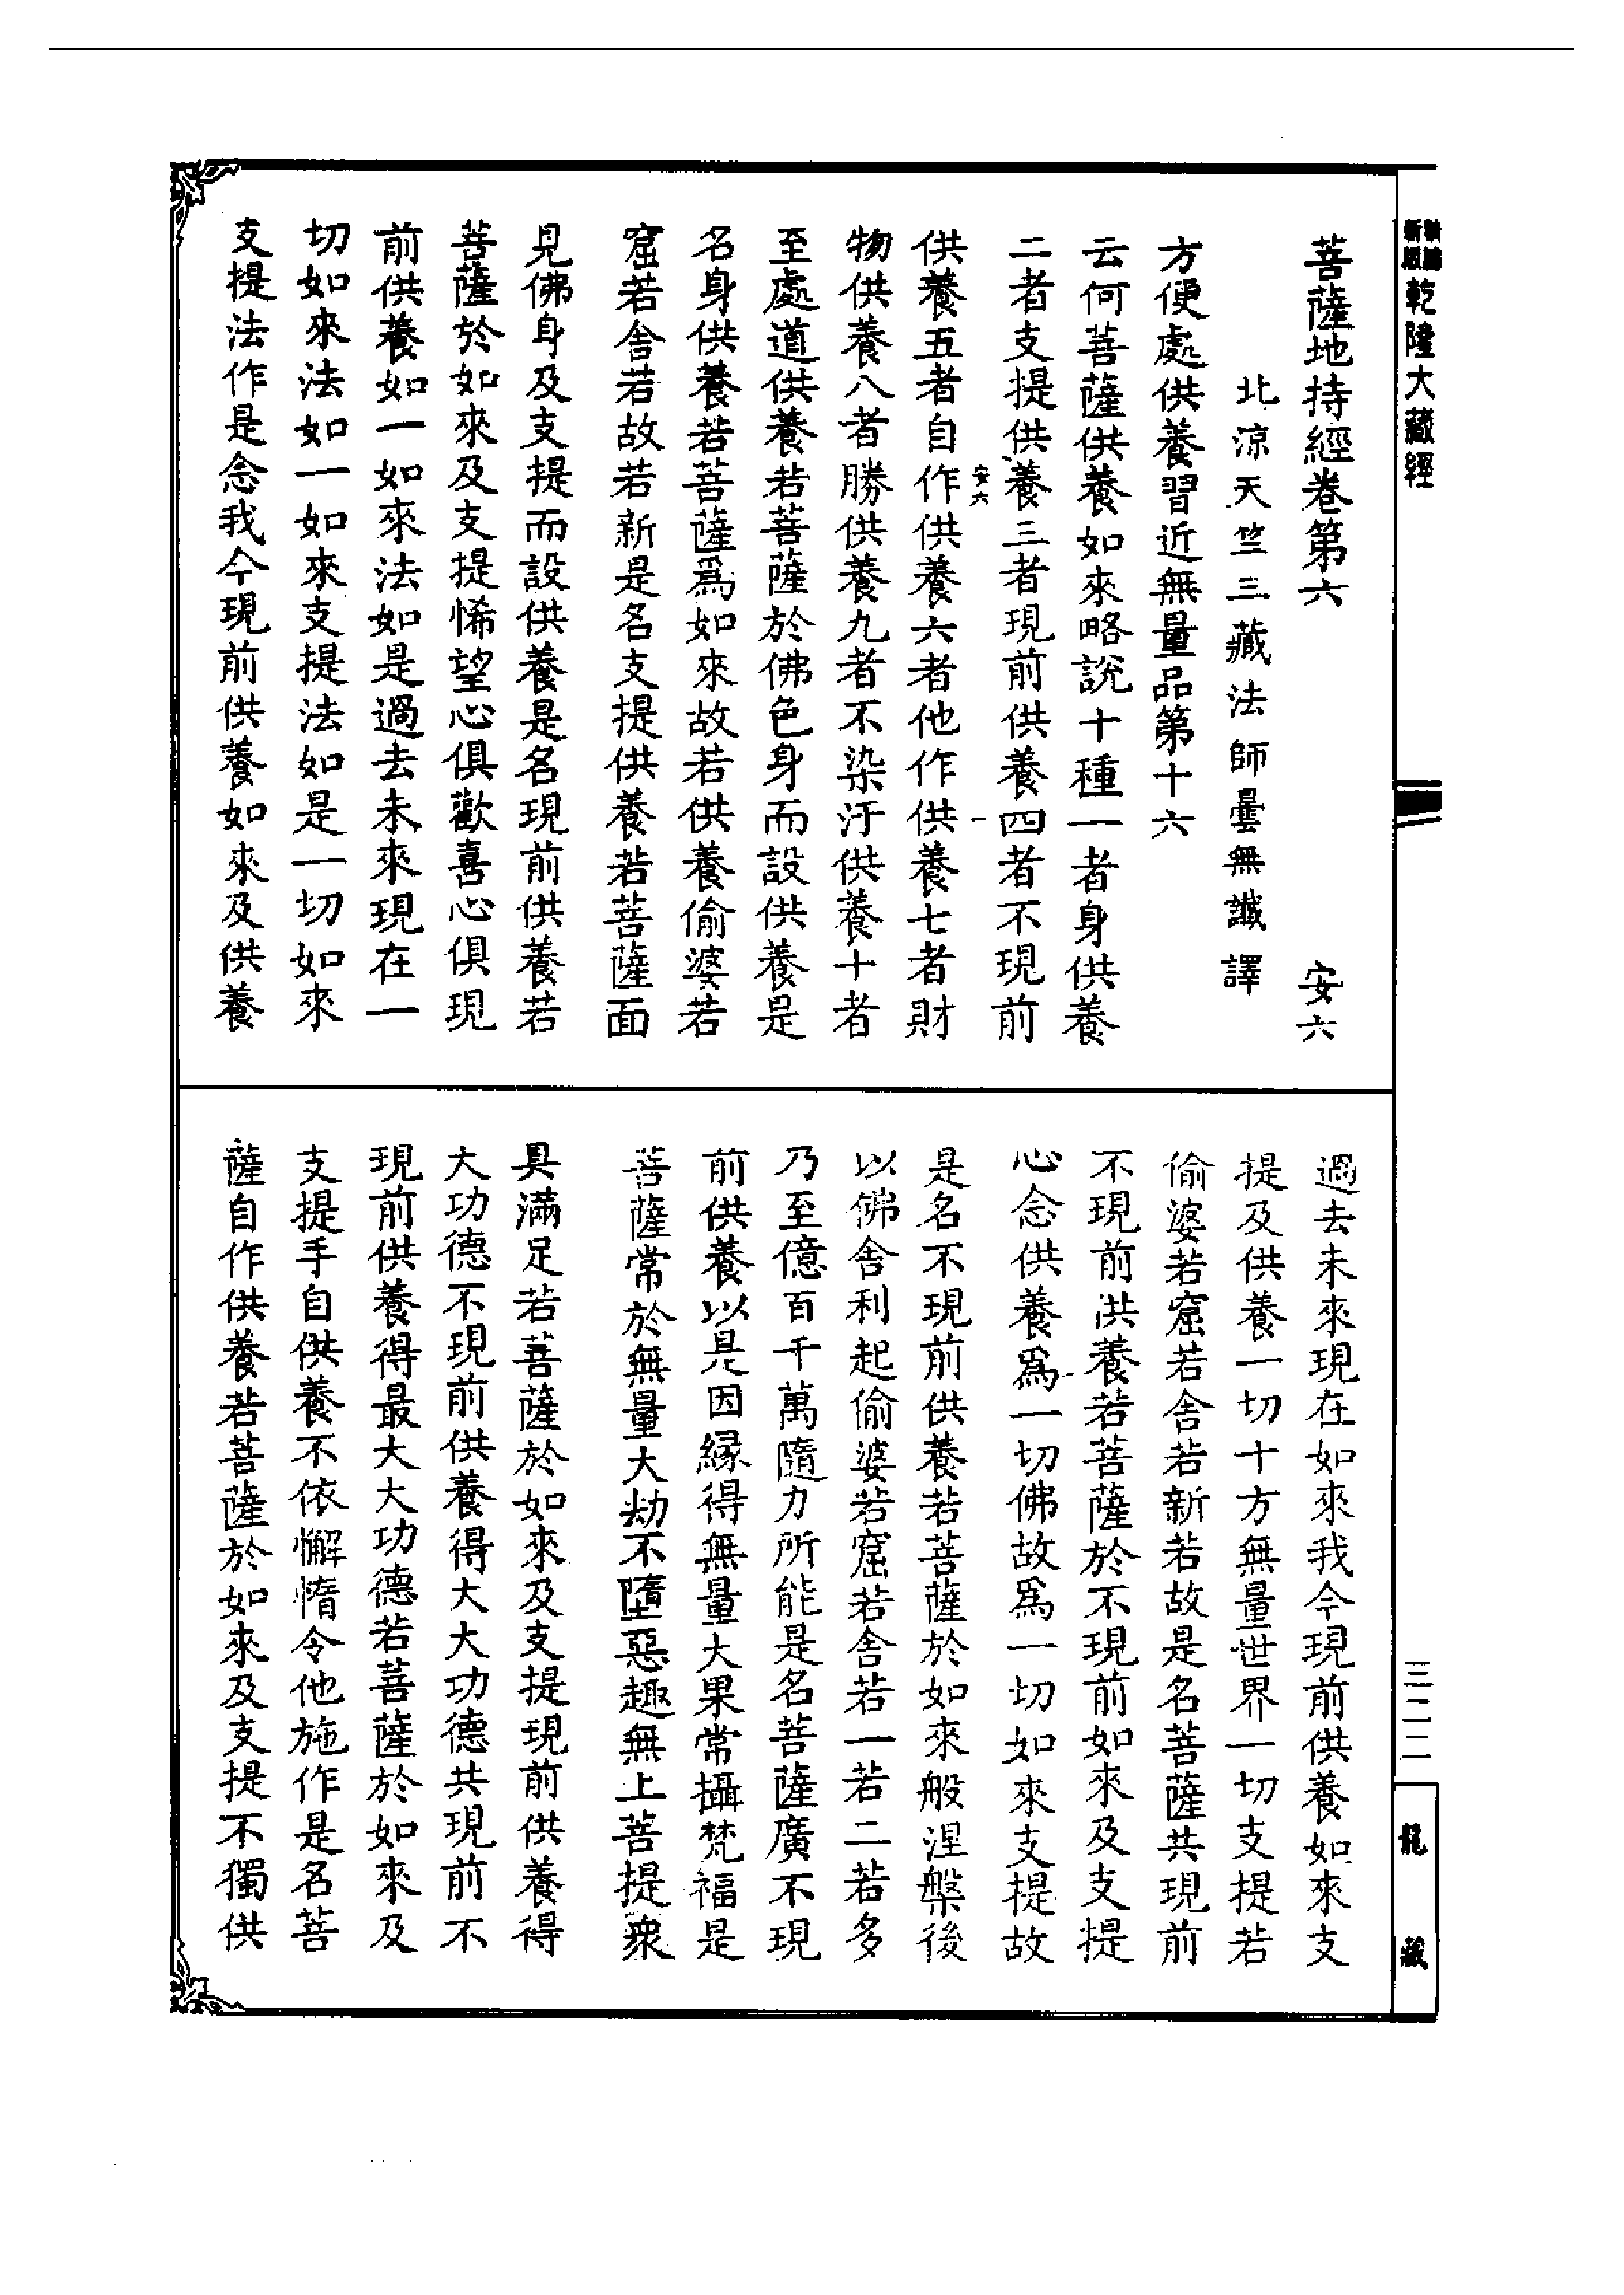 新編
新版
乾隆大藏經
菩薩地持經卷第六 安六
北涼天竺三藏法師曇無讖譯
方便處供養習近無量品第十六
云何菩薩供養如來略說十種一者身供養
二者支提供養三者現前供養四者不現前
安六
一
供養五者自作供養六者他作供養七者財
物供養八者勝供養九者不染汙供養十者
至處道供養若菩薩於佛色身而設供養是
名身供養若菩薩爲如來故若供養偷婆若
窟若舍若故若新是名支提供養若菩薩面
見佛身及支提而設供養是名現前供養若
菩薩於如來及支提悕望心俱歡喜心俱現
前供養如一如來法如是過去未來現在一
切如來法如一如來支提法如是一切如來
支提法作是念我今現前供養如來及供養
過去未來現在如來我今現前供養如來支
提及供養一切十方無量世界一切支提若
偷婆若窟若舍若新若故是名菩薩共現前
不現前供養若菩薩於不現前如來及支提
心念供養爲一切佛故爲一切如來支提故
是名不現前供養若菩薩於如來般涅槃後
以佛舍利起偷婆若窟若舍若一若二若多
乃至億百千萬隨力所能是名菩薩廣不現
前供養以是因緣得無量大果常攝梵福是
菩薩常於無量大劫不墮惡趣無上菩提衆
具滿足若菩薩於如來及支提現前供養得
大功德不現前供養得大大功德共現前不
現前供養得最大大功德若菩薩於如來及
支提手自供養不依懈惰令他施作是名菩
薩自作供養若菩薩於如來及支提不獨供
三二二
龍藏